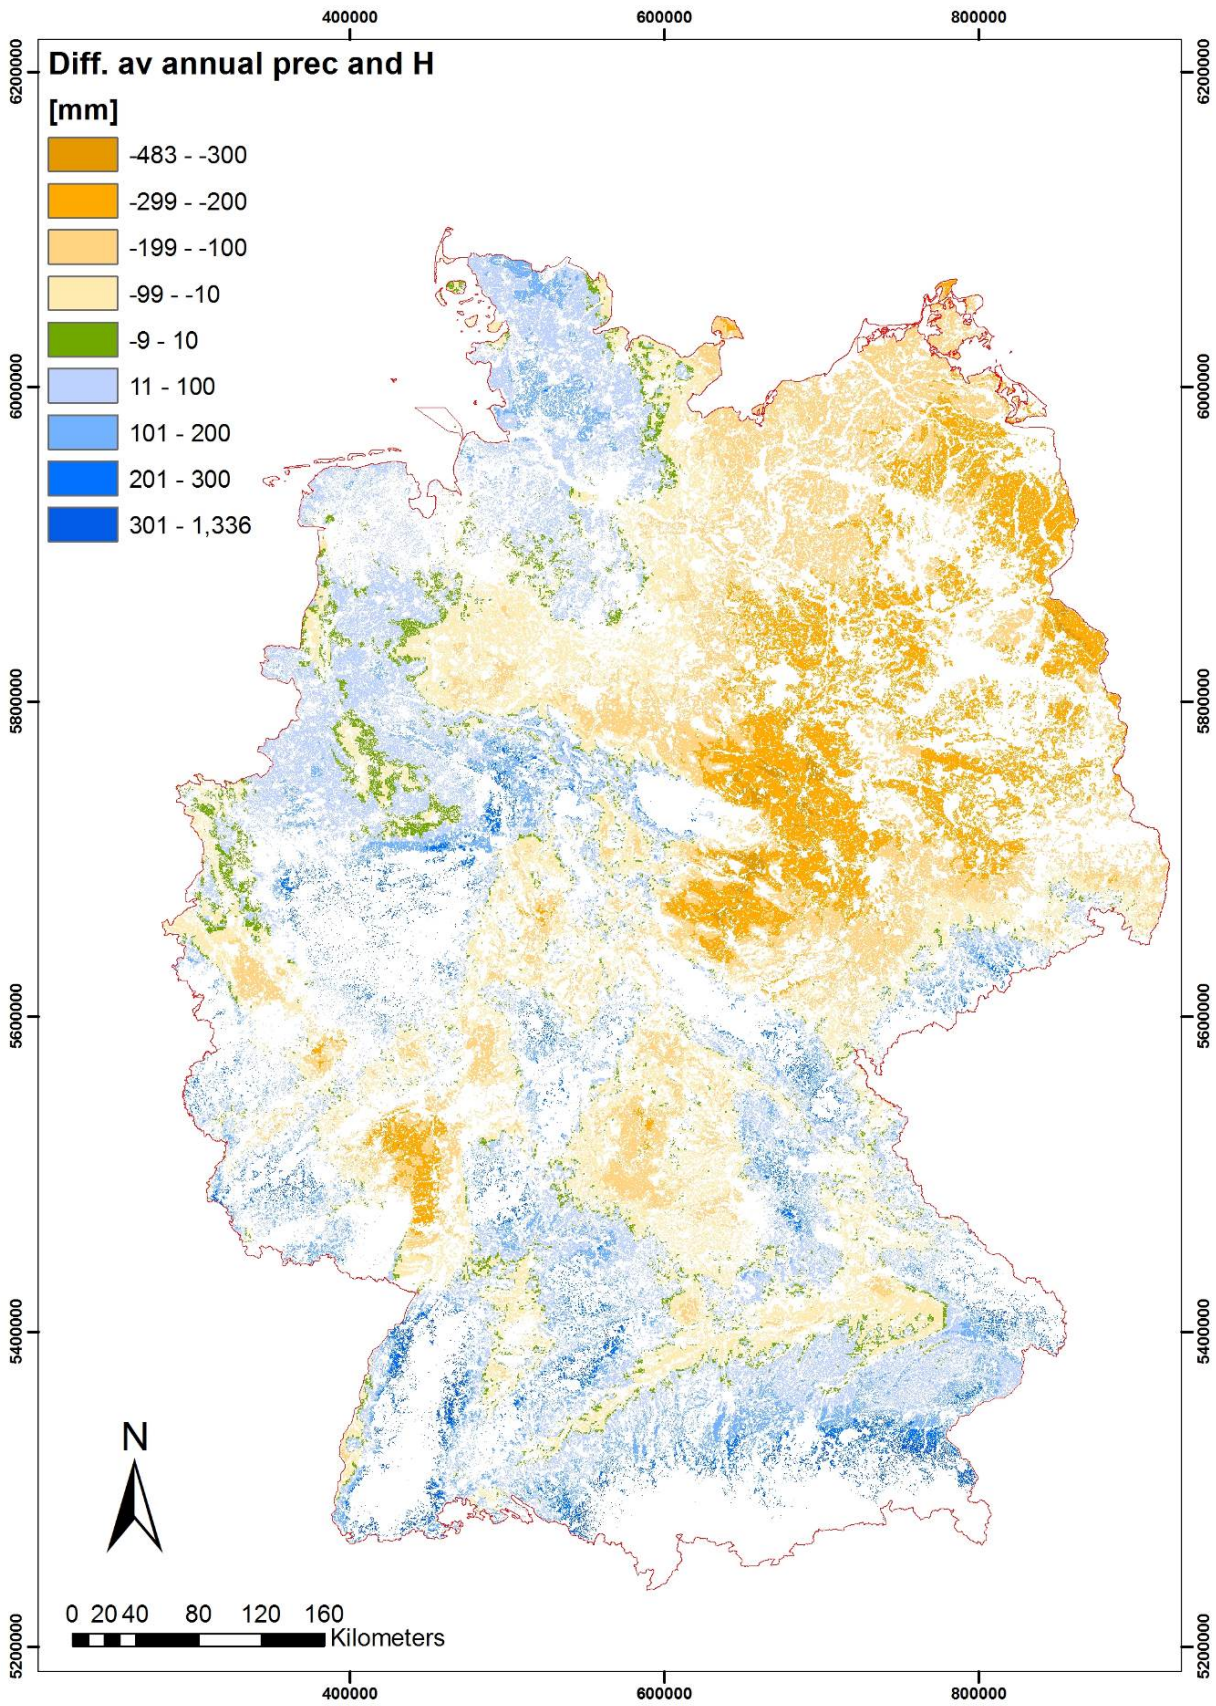 400000 600000 800000
Diff. av annual prec and H
[mm]
-483 - -300
-299 - -200
-199 - -100
-99 - -10
-9 - 10
11 - 100
101 - 200
201 - 300
301 - 1,336
6200000 6200000
6000000 6000000
5800000 5800000
5600000 5600000
5400000 5400000
N
0 20 40 80 120 160
Kilometers
5200000 5200000
400000 600000 800000